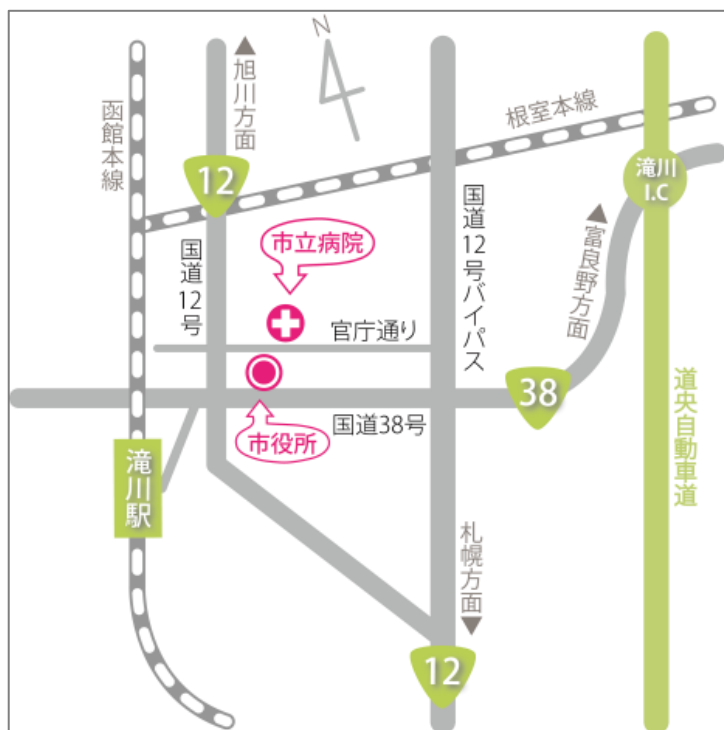 N
▲旭川方面
函館本線
根室本線
12
滝川
I.C
市立病院
国道12号
国道12号バイパス
▲富良野方面
官庁通り
38
国道38号
市役所
道央自動車道
滝川駅
札幌方面▼
12